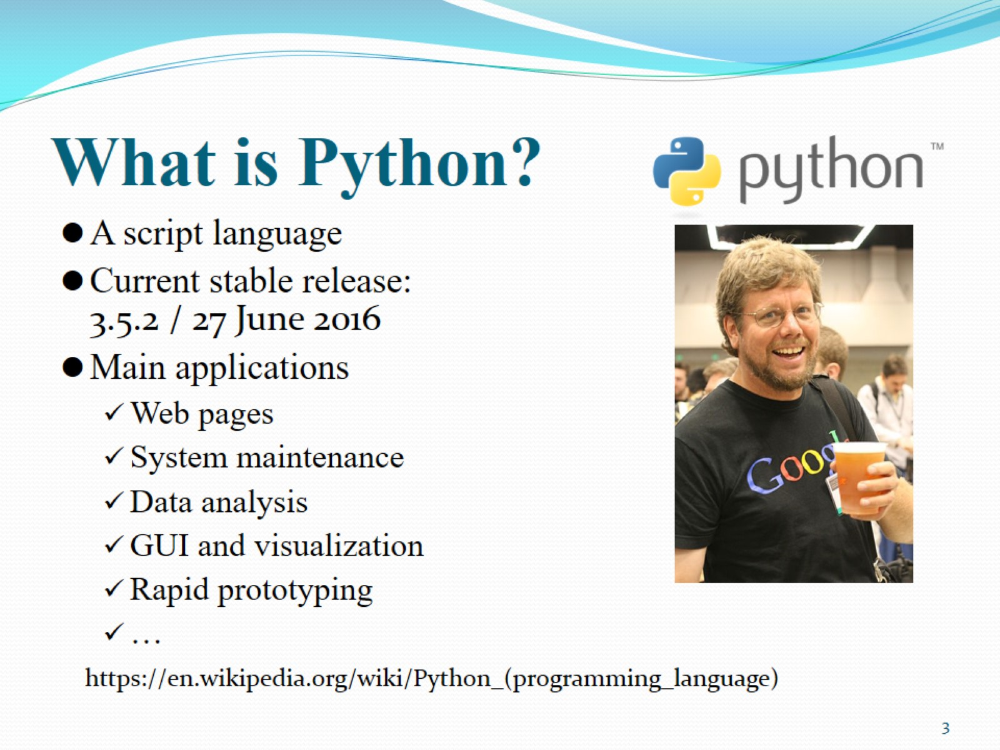 What is Python?
python™
● A script language
● Current stable release:
3.5.2 / 27 June 2016
● Main applications
✓ Web pages
✓ System maintenance
✓ Data analysis
✓ GUI and visualization
✓ Rapid prototyping
✓ …
Google
https://en.wikipedia.org/wiki/Python_(programming_language)
3